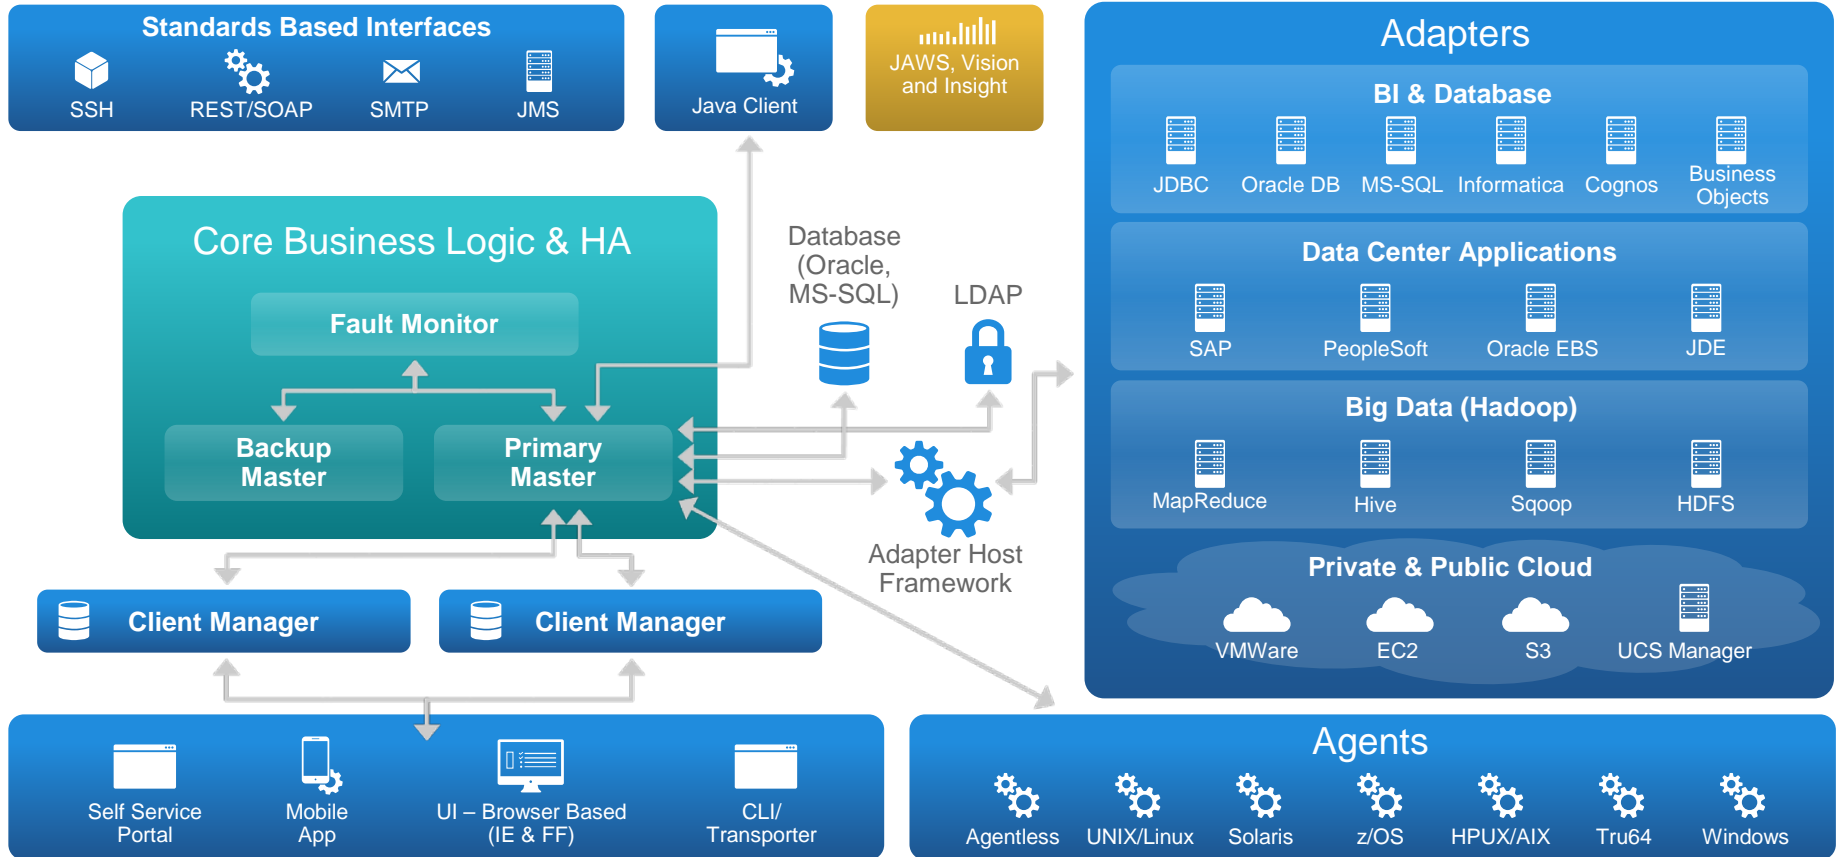 Standards Based Interfaces
SSH
REST/SOAP
SMTP
JMS
Java Client
JAWS, Vision
and Insight
Adapters
BI & Database
JDBC
Oracle DB
MS-SQL
Informatica
Cognos
Business
Objects
Data Center Applications
SAP
PeopleSoft
Oracle EBS
JDE
Big Data (Hadoop)
MapReduce
Hive
Sqoop
HDFS
Private & Public Cloud
VMWare
EC2
S3
UCS Manager
Core Business Logic & HA
Fault Monitor
Backup
Master
Primary
Master
Database
(Oracle,
MS-SQL)
LDAP
Adapter Host
Framework
Client Manager
Client Manager
Self Service
Portal
Mobile
App
UI – Browser Based
(IE & FF)
CLI/
Transporter
Agents
Agentless
UNIX/Linux
Solaris
z/OS
HPUX/AIX
Tru64
Windows